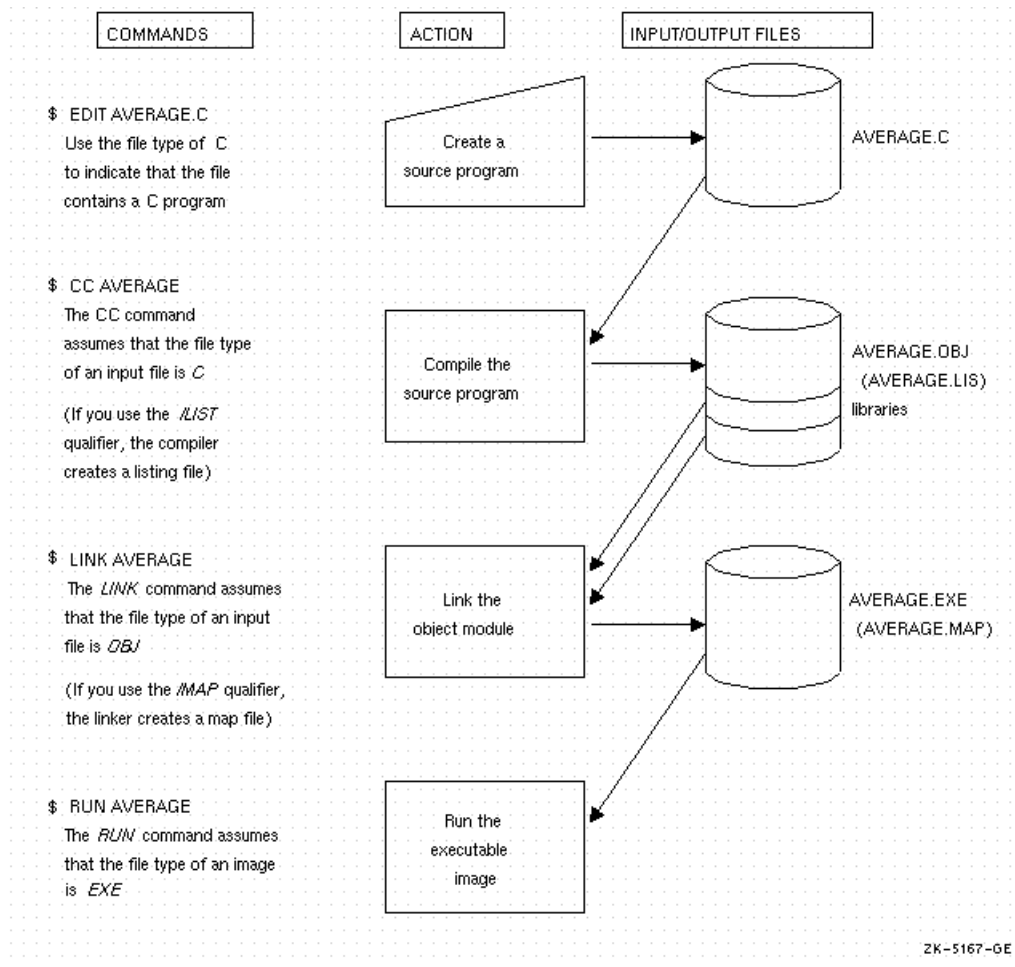 COMMANDS
ACTION
INPUT/OUTPUT FILES
$ EDIT AVERAGE.C
Use the file type of C
to indicate that the file
contains a C program
Create a
source program
AVERAGE.C
$ CC AVERAGE
The CC command
assumes that the file type
of an input file is C
(If you use the /LIST
qualifier, the compiler
creates a listing file)
Compile the
source program
AVERAGE.OBJ
(AVERAGE.LIS)
libraries
$ LINK AVERAGE
The LINK command assumes
that the file type of an input
file is OBJ
(If you use the /MAP qualifier,
the linker creates a map file)
Link the
object module
AVERAGE.EXE
(AVERAGE.MAP)
$ RUN AVERAGE
The RUN command assumes
that the file type of an image
is EXE
Run the
executable
image
ZK-5167-GE